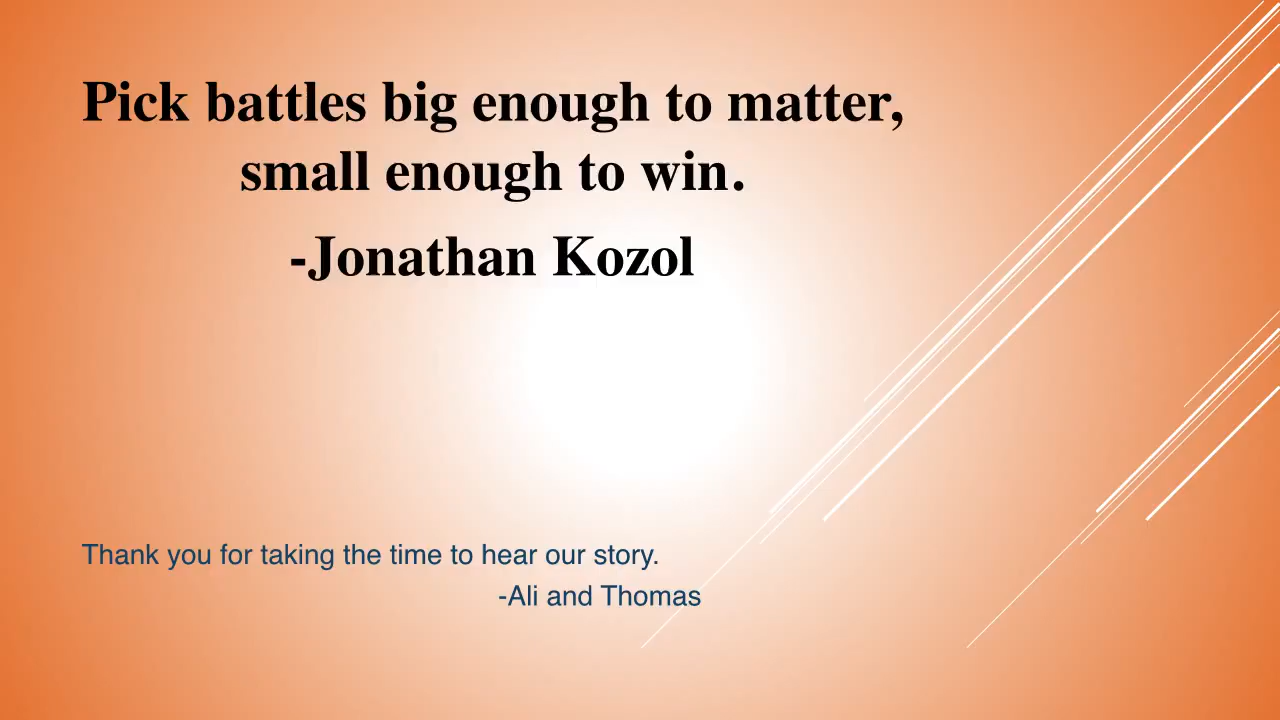 Pick battles big enough to matter,
small enough to win.
-Jonathan Kozol
Thank you for taking the time to hear our story.
-Ali and Thomas